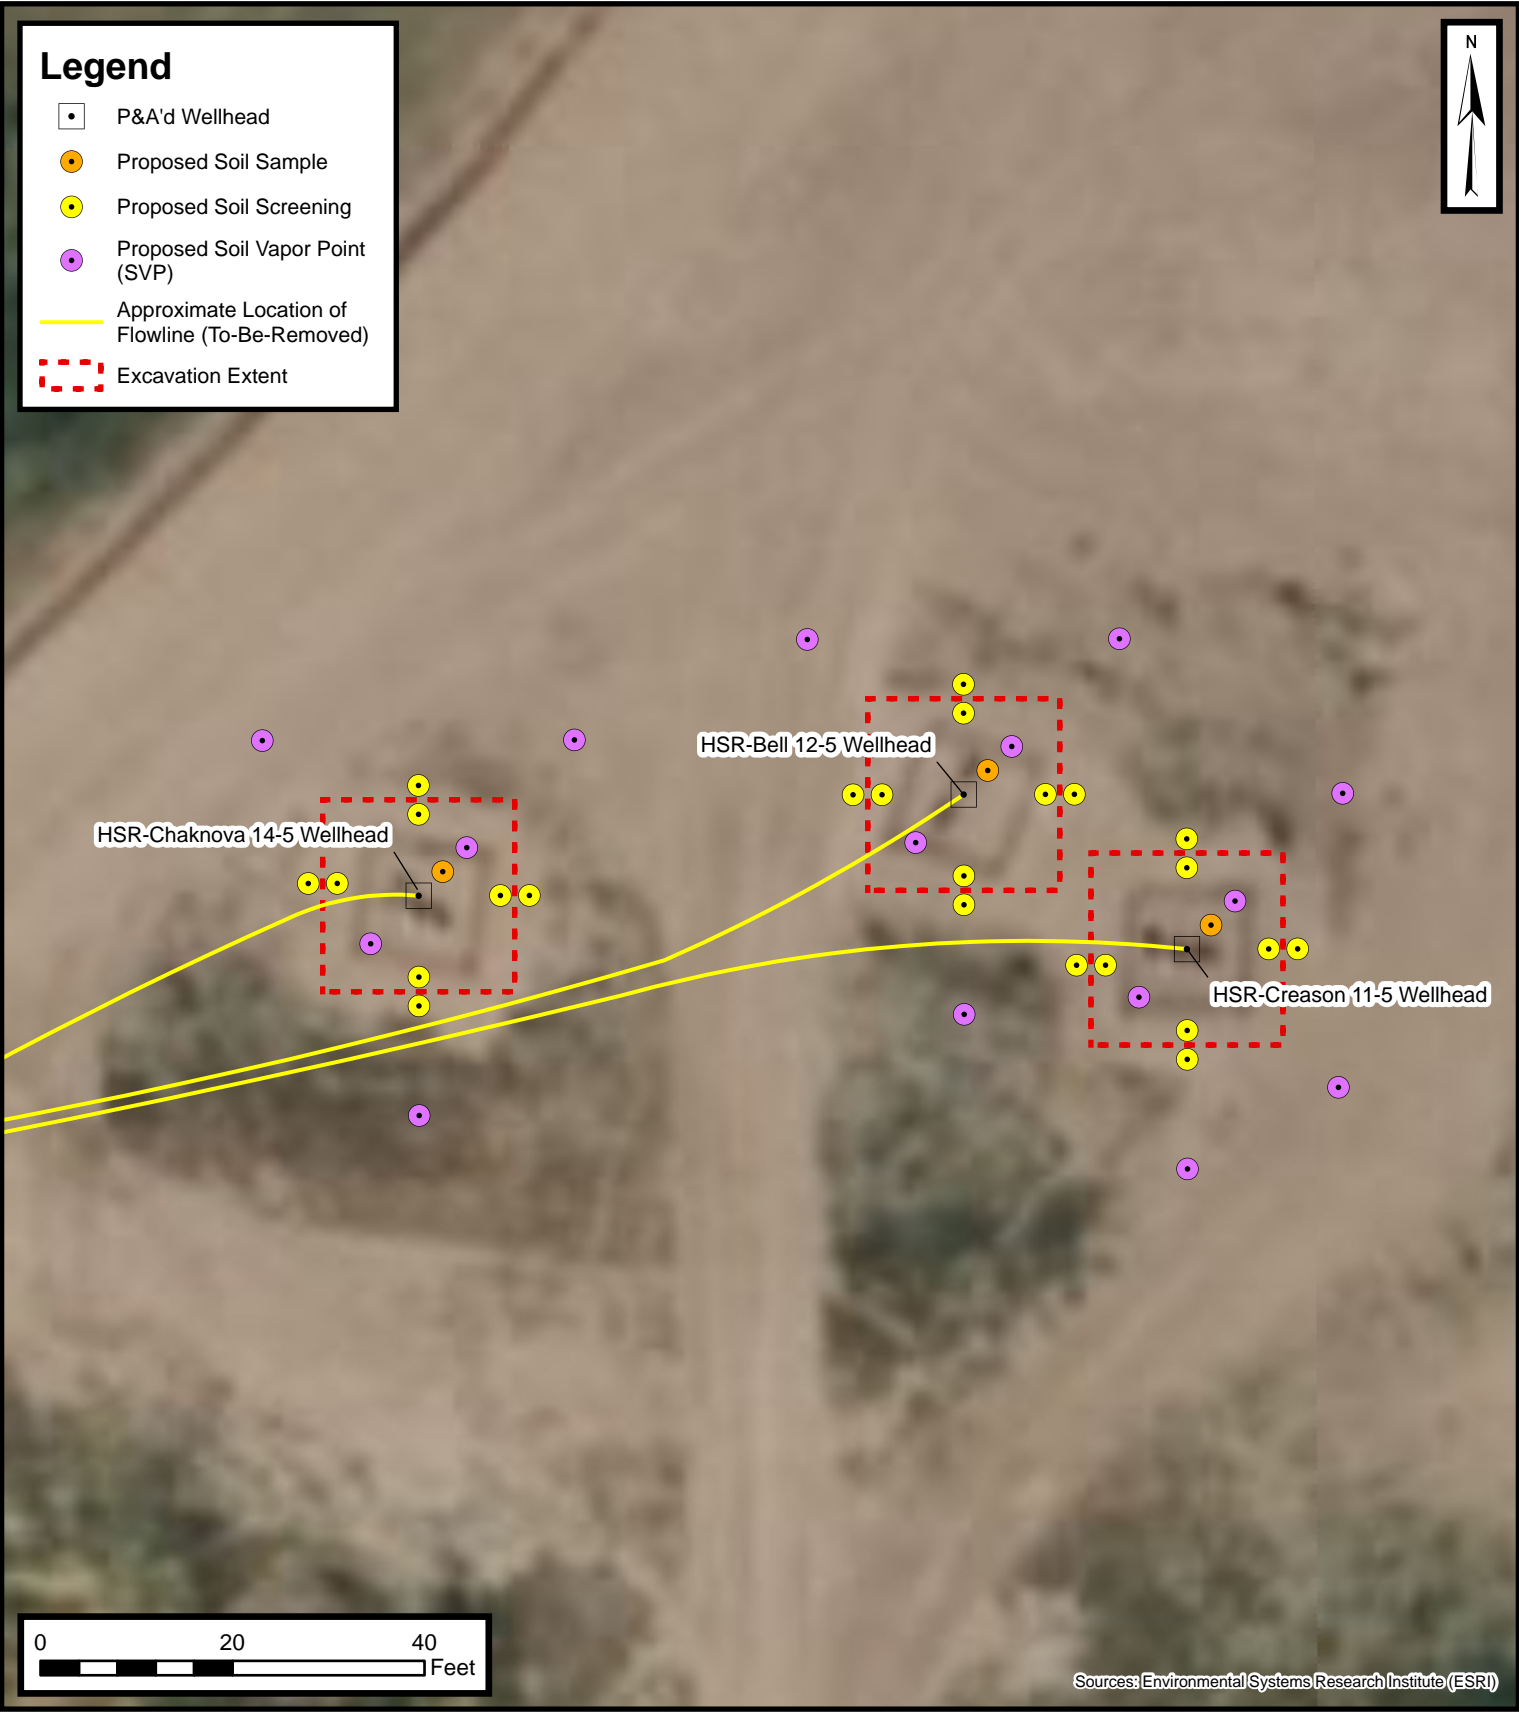 Legend
P&A'd Wellhead
Proposed Soil Sample
Proposed Soil Screening
Proposed Soil Vapor Point
(SVP)
Approximate Location of
Flowline (To-Be-Removed)
Excavation Extent
N
HSR-Bell 12-5 Wellhead
HSR-Chaknova 14-5 Wellhead
HSR-Creason 11-5 Wellhead
0 20 40
Feet
Sources: Environmental Systems Research Institute (ESRI)